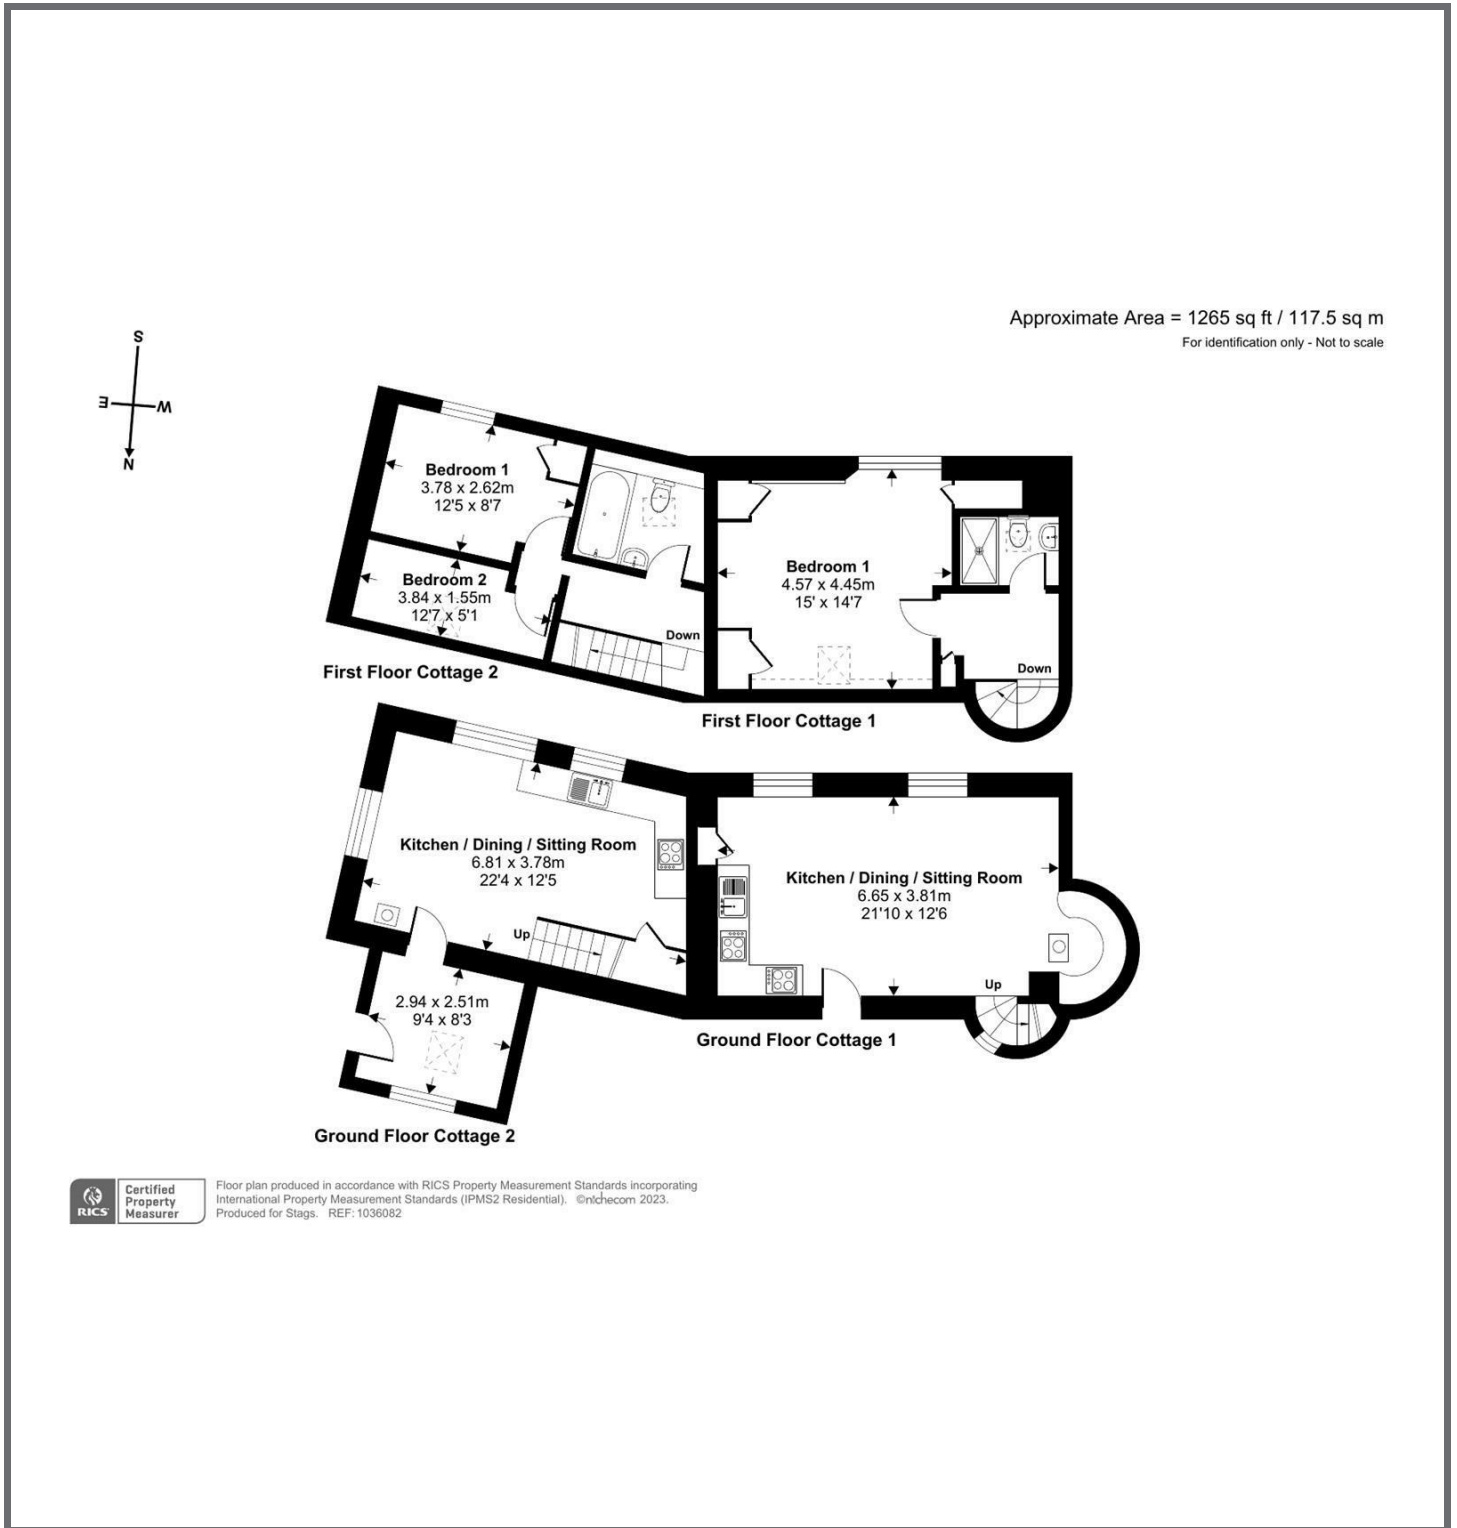 Approximate Area = 1265 sq ft / 117.5 sq m
For identification only - Not to scale
S
E
W
N
Bedroom 1
3.78 x 2.62m
12'5 x 8'7
Bedroom 2
3.84 x 1.55m
12'7 x 5'1
Down
First Floor Cottage 2
Bedroom 1
4.57 x 4.45m
15' x 14'7
Down
First Floor Cottage 1
Kitchen / Dining / Sitting Room
6.81 x 3.78m
22'4 x 12'5
Up
2.94 x 2.51m
9'4 x 8'3
Ground Floor Cottage 2
Kitchen / Dining / Sitting Room
6.65 x 3.81m
21'10 x 12'6
Up
Ground Floor Cottage 1
RICS
Certified
Property
Measurer
Floor plan produced in accordance with RICS Property Measurement Standards incorporating
International Property Measurement Standards (IPMS2 Residential). ©nichecom 2023.
Produced for Stags. REF: 1036082